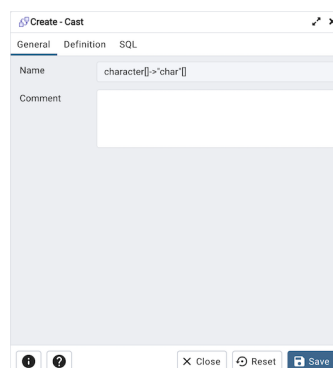 Create - Cast
General Definition SQL
Name character[]->"char"[]
Comment
Close Reset Save